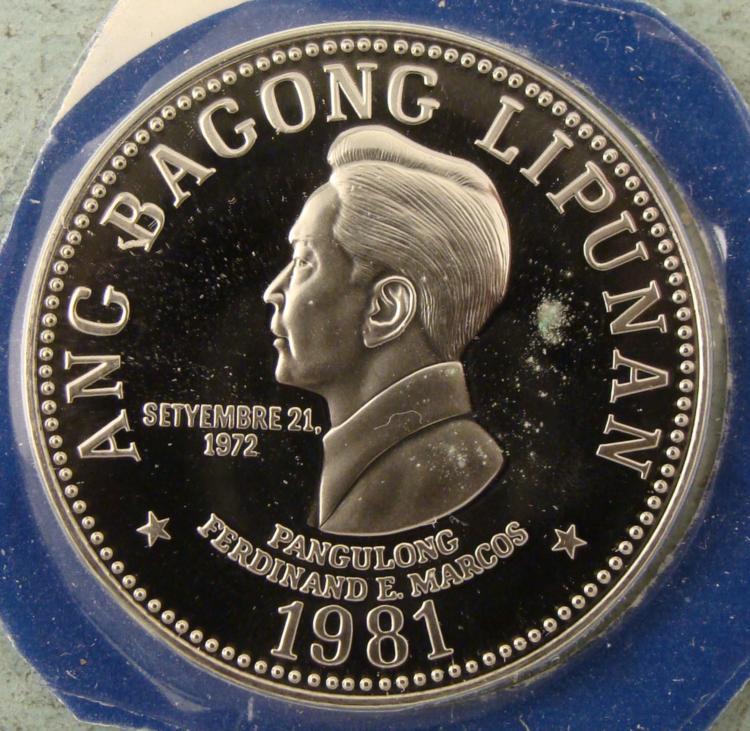 ANG BAGONG LIPUNAN
SETYEMBRE 21,
1972
PANGULONG
FERDINAND E. MARCOS
1981